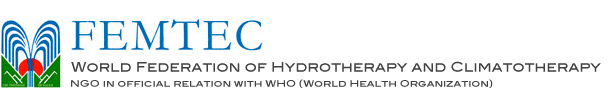 FEMTEC
World Federation of Hydrotherapy and Climatotherapy
NGO in official relation with WHO (World Health Organization)